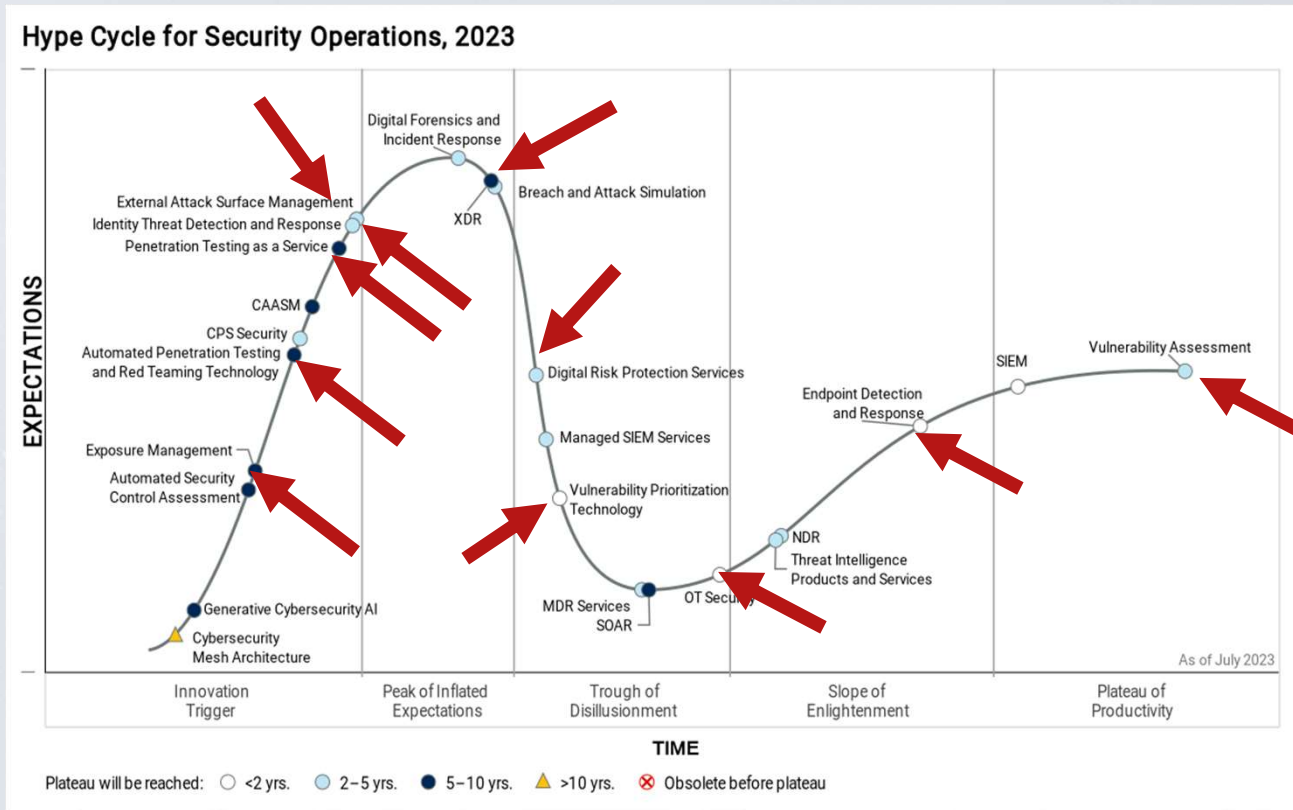 Hype Cycle for Security Operations, 2023
Digital Forensics and
Incident Response
External Attack Surface Management
Identity Threat Detection and Response
Penetration Testing as a Service
Breach and Attack Simulation
XDR
CAASM
CPS Security
Automated Penetration Testing
and Red Teaming Technology
Exposure Management
Automated Security
Control Assessment
Generative Cybersecurity AI
Cybersecurity
Mesh Architecture
Digital Risk Protection Services
Managed SIEM Services
Vulnerability Prioritization
Technology
MDR Services
SOAR
OT Security
NDR
Threat Intelligence
Products and Services
Endpoint Detection
and Response
SIEM
Vulnerability Assessment
EXPECTATIONS
As of July 2023
Innovation
Trigger
Peak of Inflated
Expectations
Trough of
Disillusionment
Slope of
Enlightenment
Plateau of
Productivity
TIME
Plateau will be reached: <2 yrs. 2–5 yrs. 5–10 yrs. >10 yrs. Obsolete before plateau